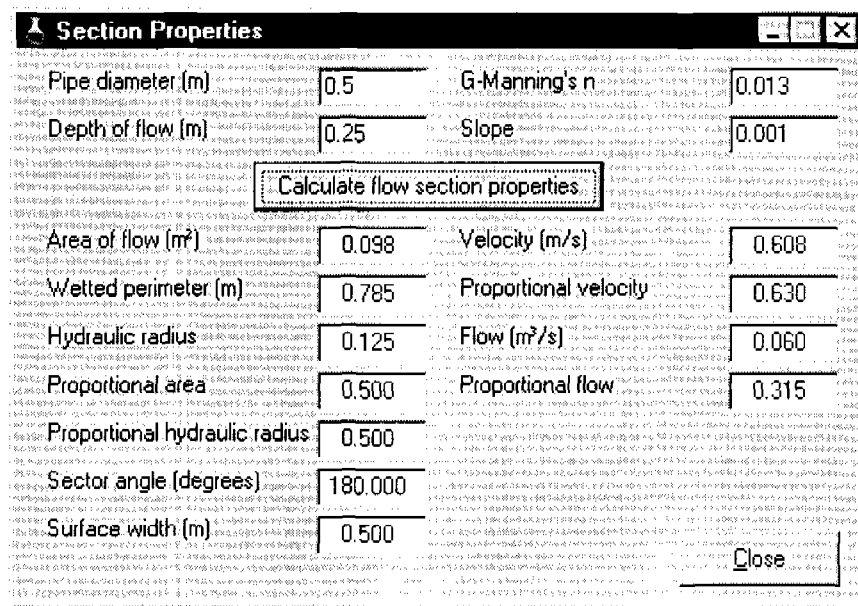 Section Properties
Pipe diameter (m) 0.5 G-Manning's n 0.013
Depth of flow (m) 0.25 Slope 0.001
Calculate flow section properties
Area of flow (m²) 0.098 Velocity (m/s) 0.608
Wetted perimeter (m) 0.785 Proportional velocity 0.630
Hydraulic radius 0.125 Flow (m³/s) 0.060
Proportional area 0.500 Proportional flow 0.315
Proportional hydraulic radius 0.500
Sector angle (degrees) 180.000
Surface width (m) 0.500
Close